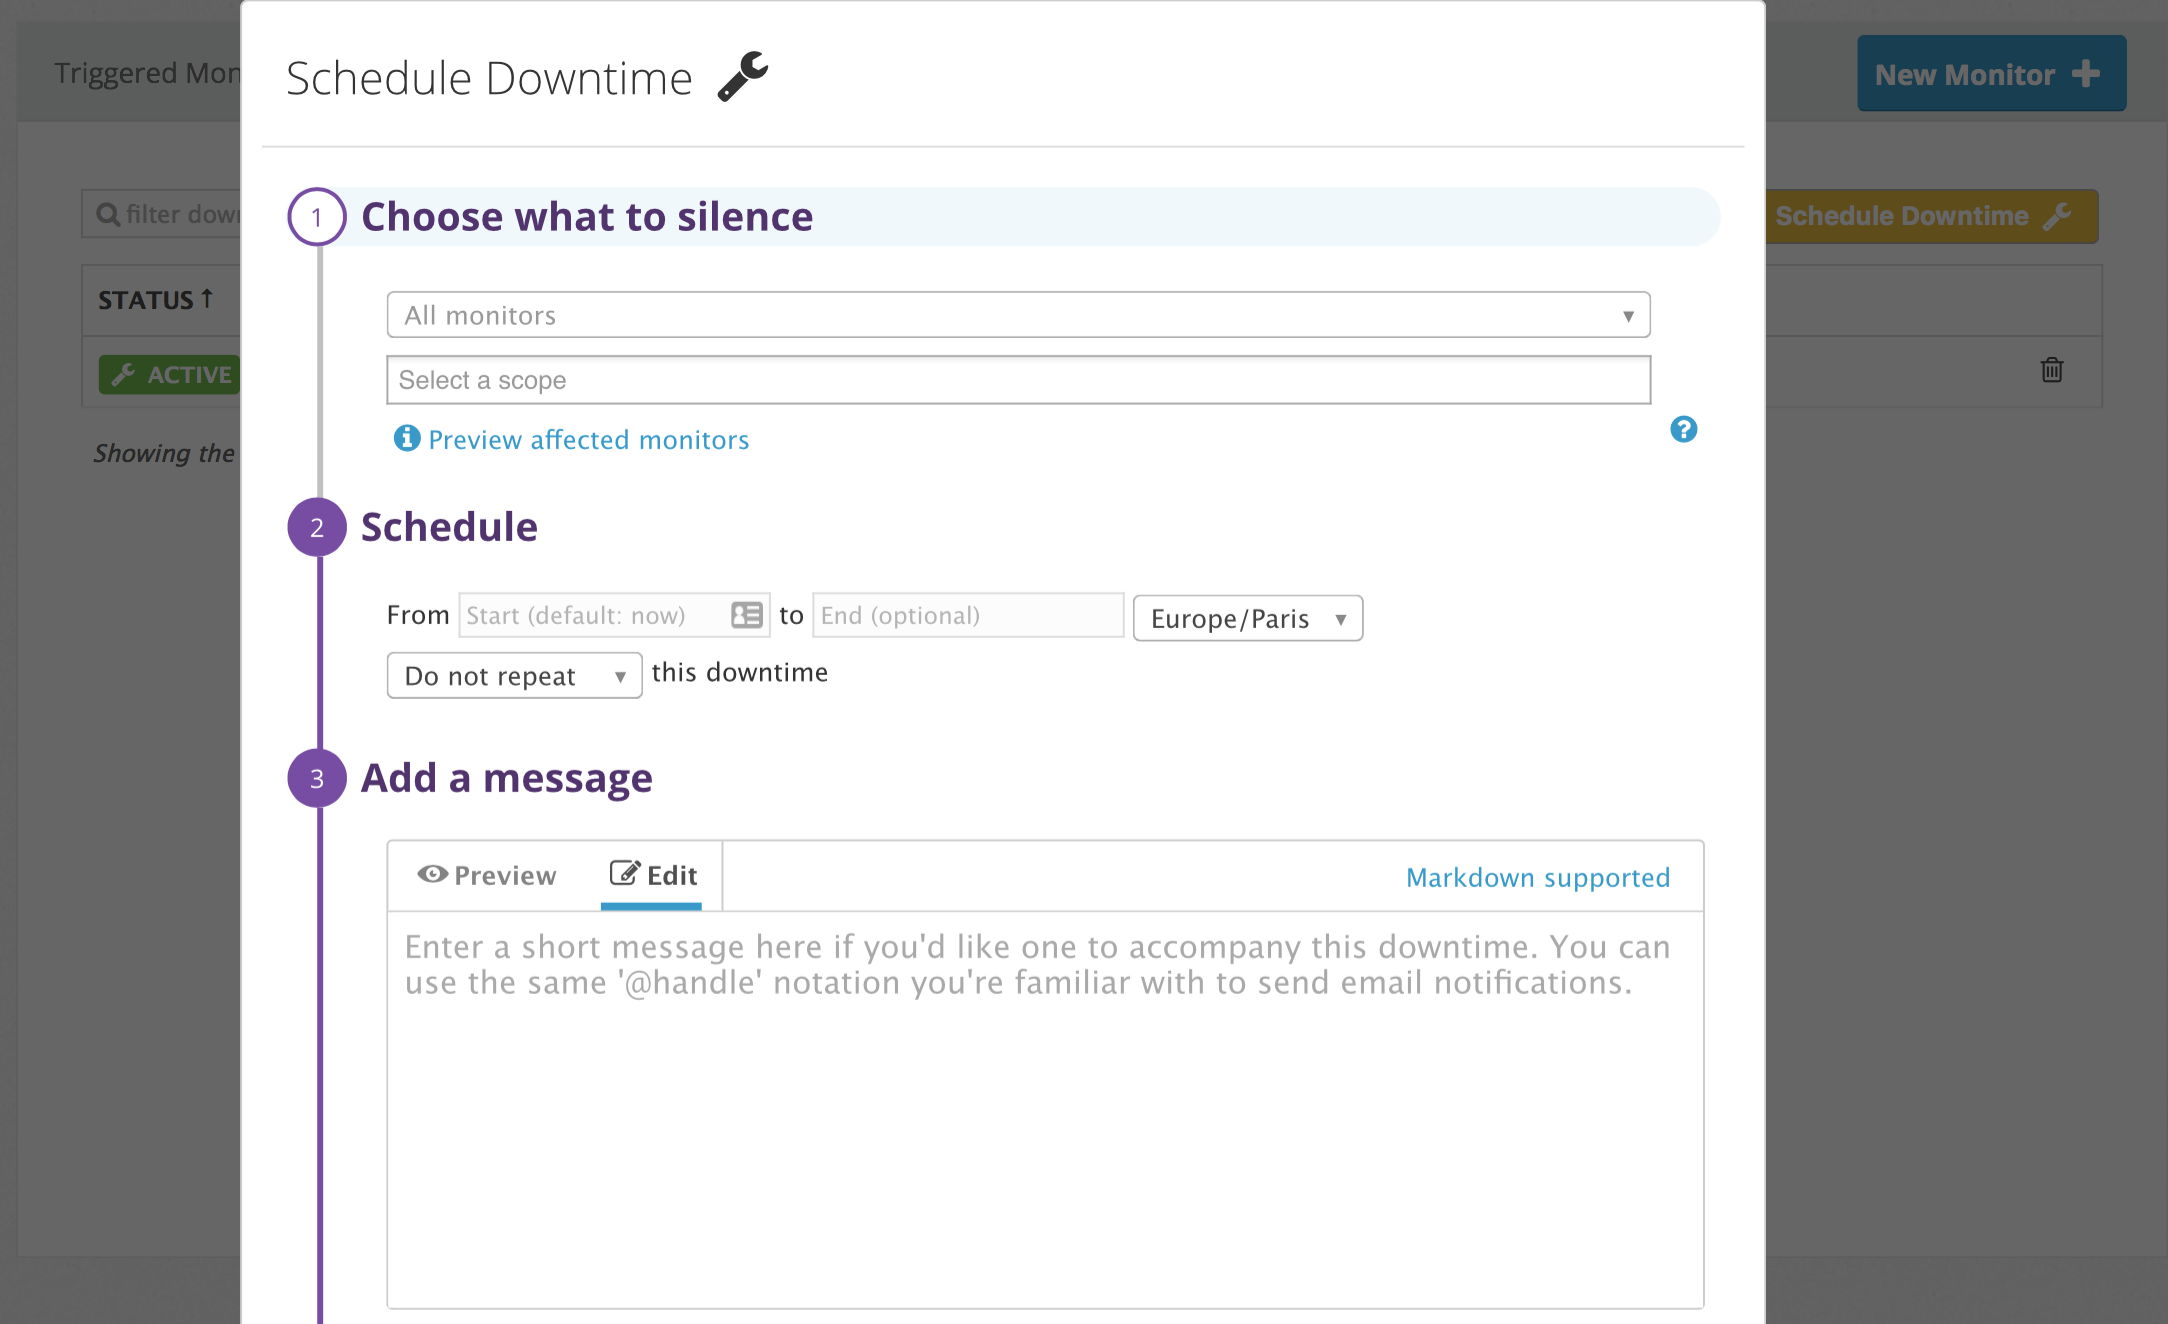 Triggered Mon
New Monitor
filter dow
Schedule Downtime
STATUS ↑
ACTIVE
Showing the
Schedule Downtime
1 Choose what to silence
All monitors
Select a scope
Preview affected monitors
?
2 Schedule
From Start (default: now) to End (optional) Europe/Paris
Do not repeat this downtime
3 Add a message
Preview Edit Markdown supported
Enter a short message here if you'd like one to accompany this downtime. You can
use the same '@handle' notation you're familiar with to send email notifications.